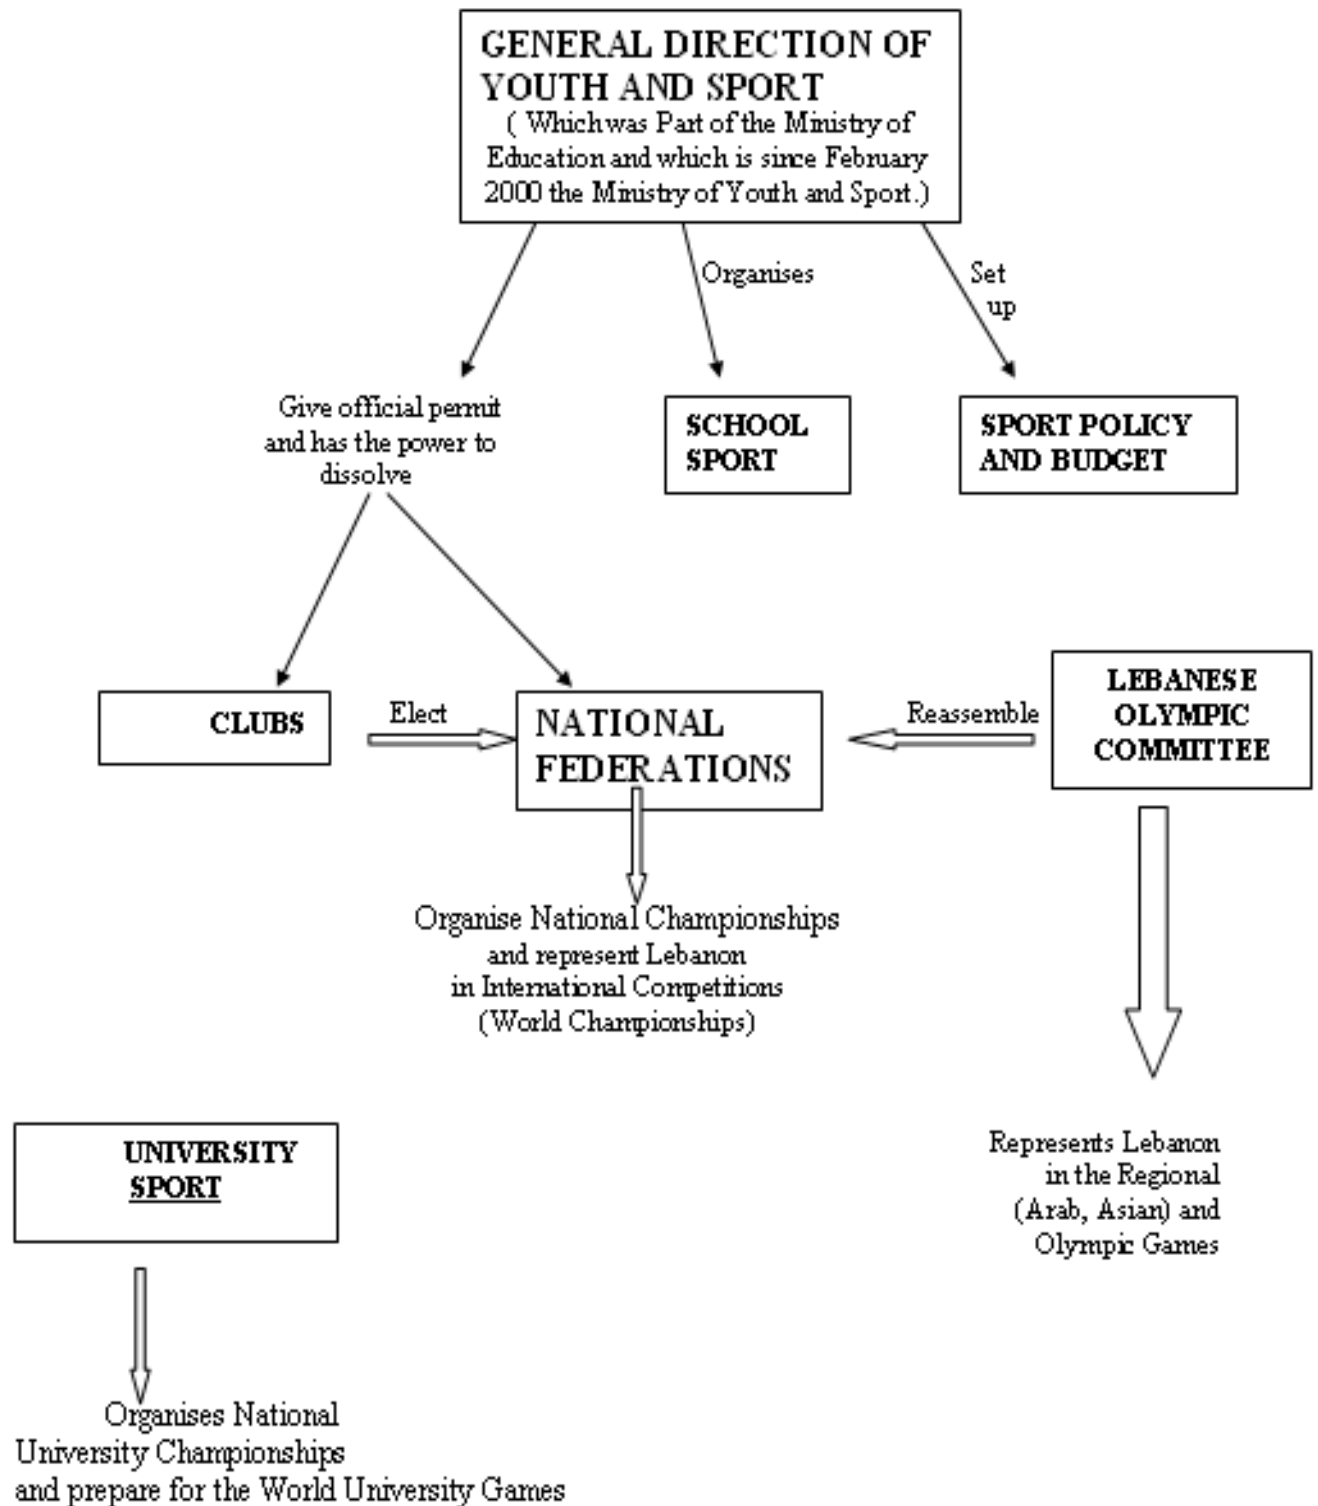 GENERAL DIRECTION OF
YOUTH AND SPORT
( Which was Part of the Ministry of
Education and which is since February
2000 the Ministry of Youth and Sport.)
Organises
Set
up
Give official permit
and has the power to
dissolve
SCHOOL
SPORT
SPORT POLICY
AND BUDGET
CLUBS
Elect
NATIONAL
FEDERATIONS
Reassemble
LEBANESE
OLYMPIC
COMMITTEE
Organise National Championships
and represent Lebanon
in International Competitions
(World Championships)
UNIVERSITY
SPORT
Represents Lebanon
in the Regional
(Arab, Asian) and
Olympic Games
Organises National
University Championships
and prepare for the World University Games